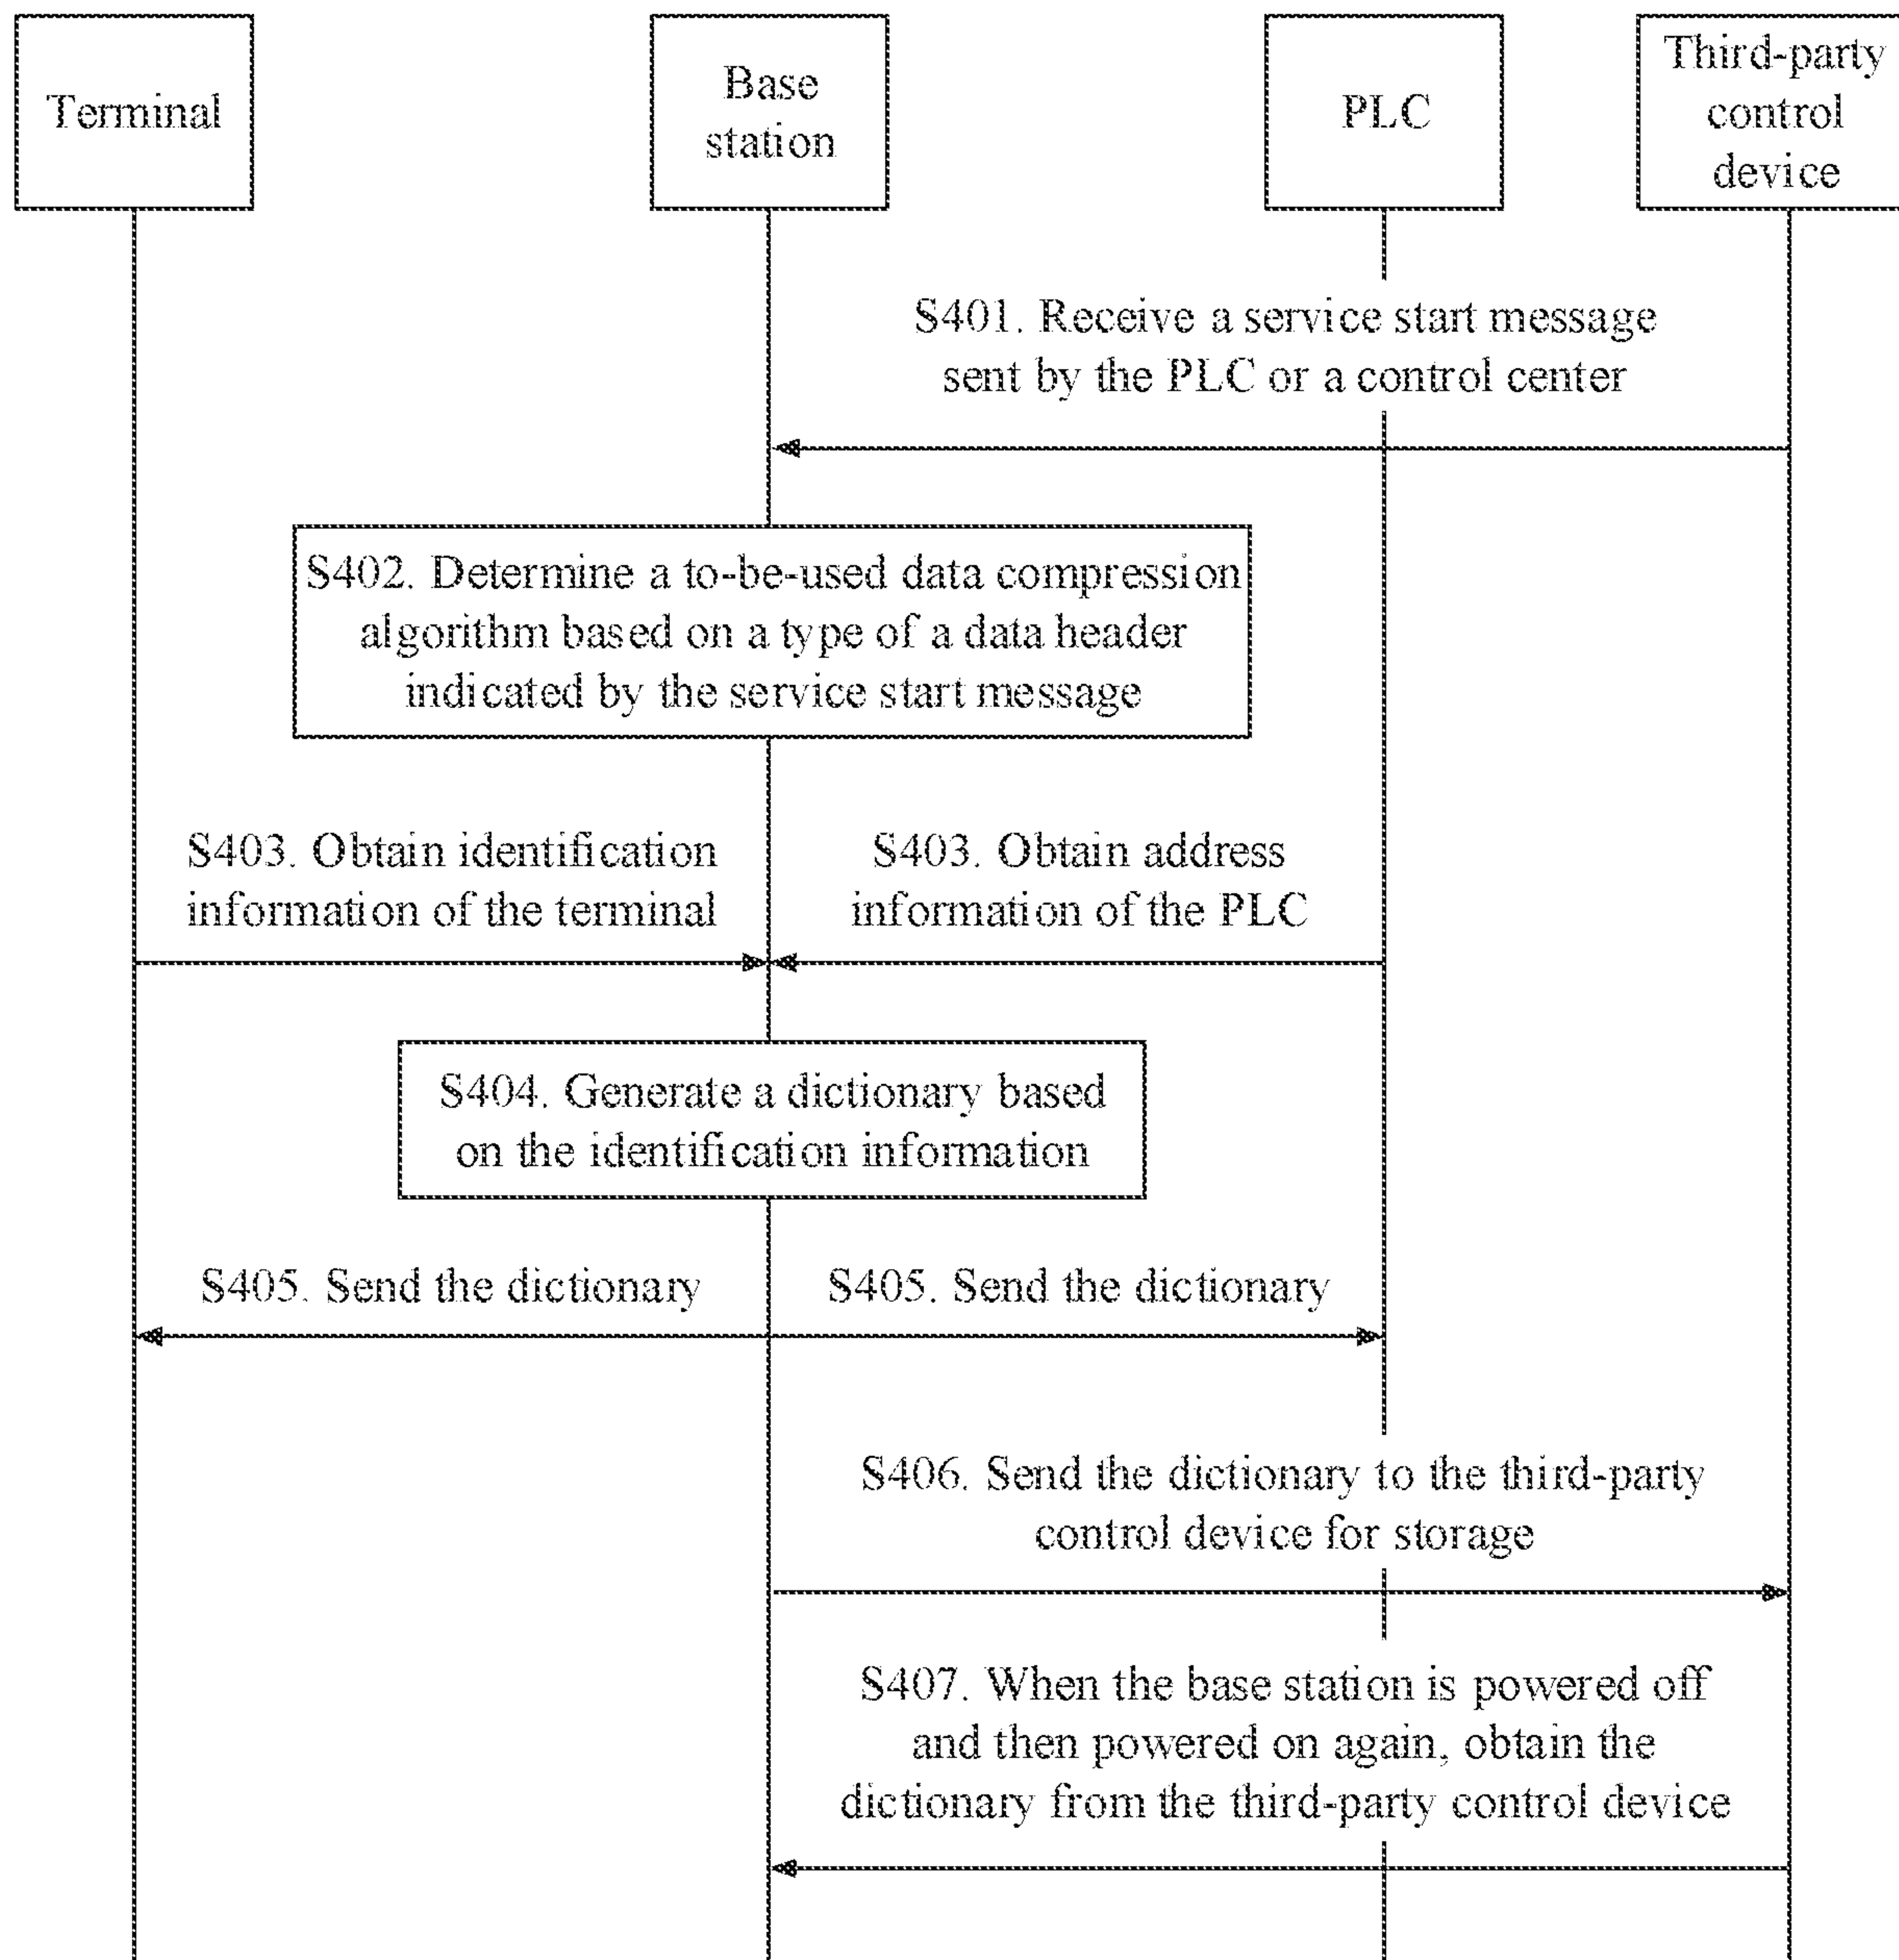 Terminal
Base
station
PLC
Third-party
control
device
S401. Receive a service start message
sent by the PLC or a control center
S402. Determine a to-be-used data compression
algorithm based on a type of a data header
indicated by the service start message
S403. Obtain identification
information of the terminal
S403. Obtain address
information of the PLC
S404. Generate a dictionary based
on the identification information
S405. Send the dictionary
S405. Send the dictionary
S406. Send the dictionary to the third-party
control device for storage
S407. When the base station is powered off
and then powered on again, obtain the
dictionary from the third-party control device